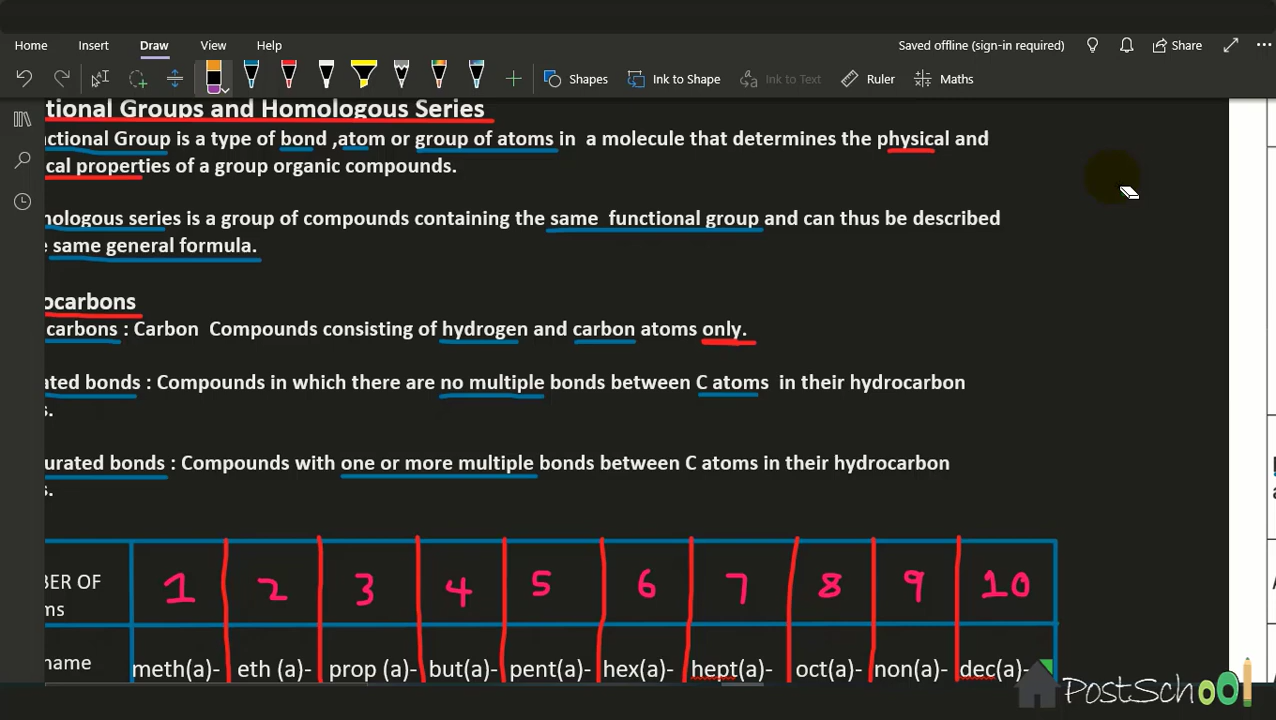 Home Insert Draw View Help Saved offline (sign-in required) Share
Shapes Ink to Shape Ink to Text Ruler Maths
tional Groups and Homologous Series
nctional Group is a type of bond ,atom or group of atoms in a molecule that determines the physical and
cal properties of a group organic compounds.
mologous series is a group of compounds containing the same functional group and can thus be described
same general formula.
ocarbons
carbons : Carbon Compounds consisting of hydrogen and carbon atoms only.
ated bonds : Compounds in which there are no multiple bonds between C atoms in their hydrocarbon
s.
urated bonds : Compounds with one or more multiple bonds between C atoms in their hydrocarbon
s.
BER OF
ms
1 2 3 4 5 6 7 8 9 10
name meth(a)- eth (a)- prop (a)- but(a)- pent(a)- hex(a)- hept(a)- oct(a)- non(a)- dec(a)-
PostSchool